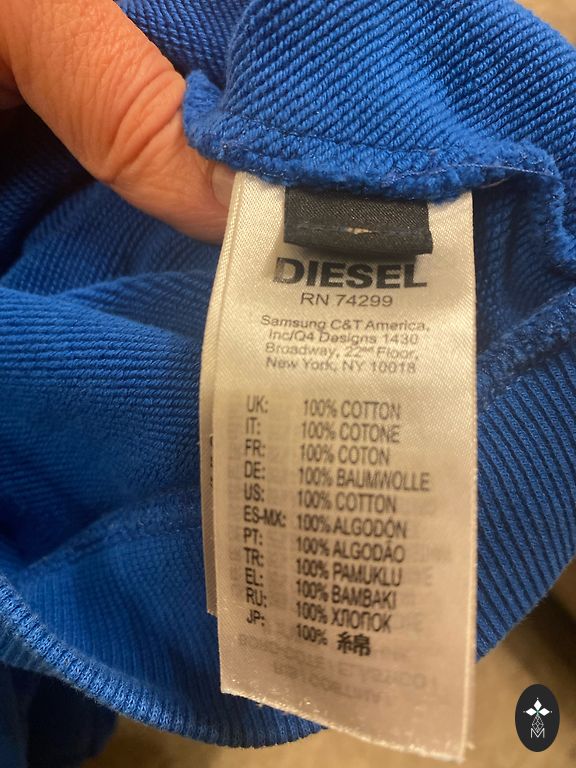 DIESEL
RN 74299
Samsung C&T America,
Inc/Q4 Designs 1430
Broadway, 22nd Floor,
New York, NY 10018
UK: 100% COTTON
IT: 100% COTONE
FR: 100% COTON
DE: 100% BAUMWOLLE
US: 100% COTTON
ES-MX: 100% ALGODÓN
PT: 100% ALGODÃO
TR: 100% PAMUKLU
EL: 100% BAMBAKI
RU: 100% ХЛОПОК
JP: 100% 綿
M